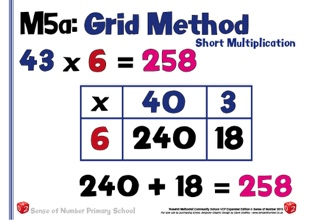 M5a: Grid Method
Short Multiplication
43 x 6 = 258
x 40 3
6 240 18
240 + 18 = 258
Sense of Number Primary School